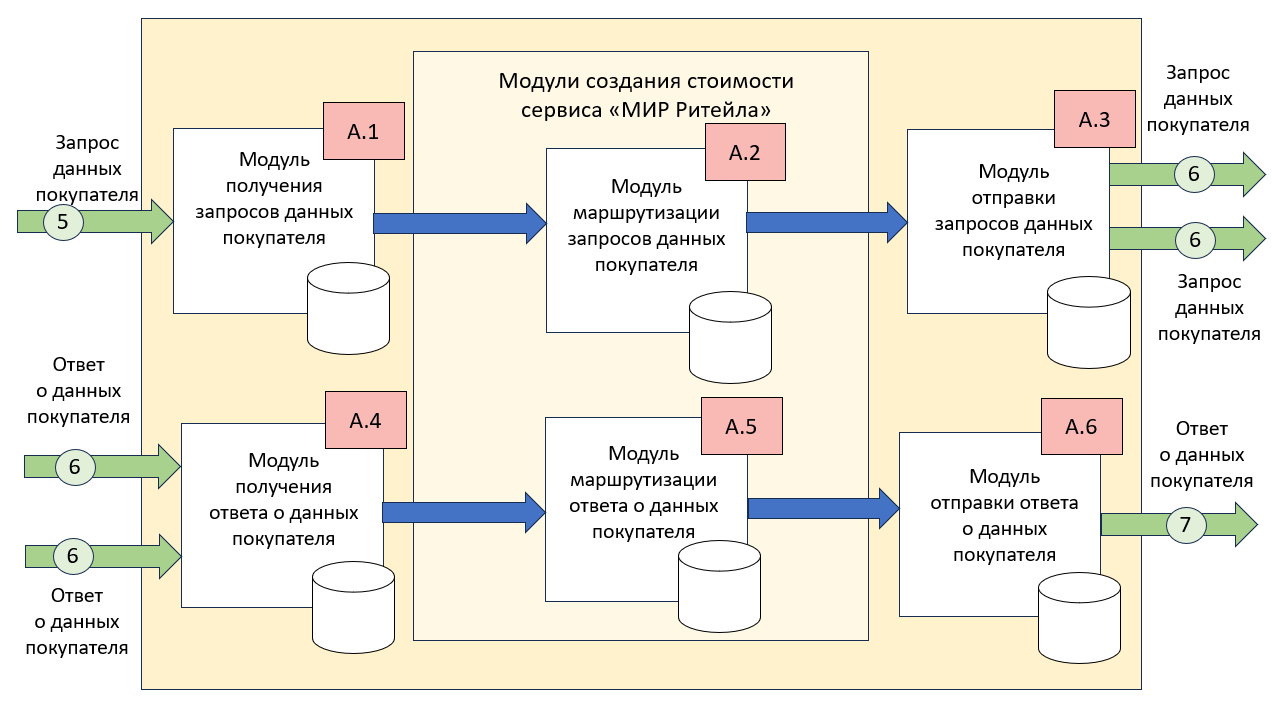 Модули создания стоимости
сервиса «МИР Ритейла»
Запрос
данных
покупателя
5
А.1
Модуль
получения
запросов данных
покупателя
А.2
Модуль
маршрутизации
запросов данных
покупателя
А.3
Модуль
отправки
запросов данных
покупателя
Запрос
данных
покупателя
6
6
Запрос
данных
покупателя
Ответ
о данных
покупателя
6
6
Ответ
о данных
покупателя
А.4
Модуль
получения
ответа о данных
покупателя
А.5
Модуль
маршрутизации
ответа о данных
покупателя
А.6
Модуль
отправки ответа
о данных
покупателя
Ответ
о данных
покупателя
7